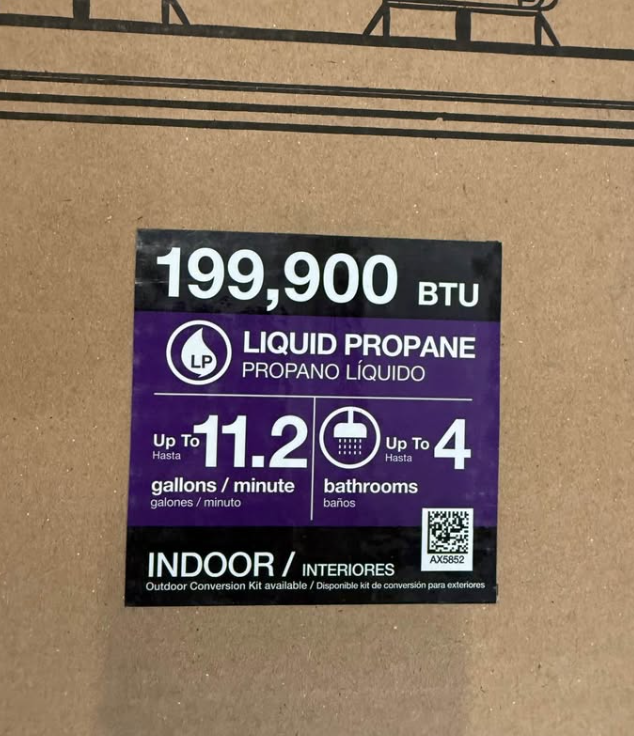 199,900 BTU
LP
LIQUID PROPANE
PROPANO LÍQUIDO
Up To 11.2
Hasta
gallons / minute
galones / minuto
Up To 4
Hasta
bathrooms
baños
AX5852
INDOOR / INTERIORES
Outdoor Conversion Kit available / Disponible kit de conversión para exteriores